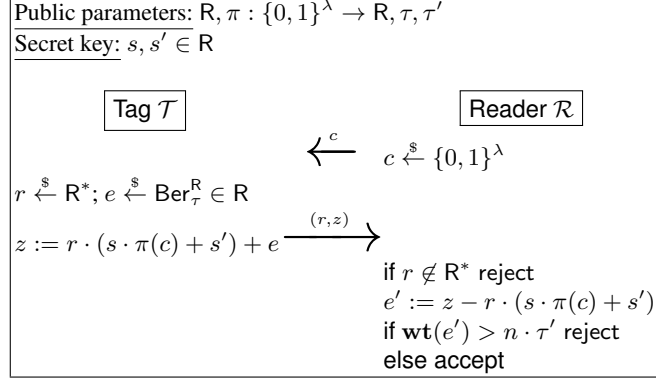 Public parameters: R, π : {0, 1}^λ → R, τ, τ′
Secret key: s, s′ ∈ R
Tag 𝒯 Reader ℛ
c
c ←$ {0, 1}^λ
r ←$ R*; e ←$ Ber_τ^R ∈ R
(r,z)
z := r · (s · π(c) + s′) + e
if r ∉ R* reject
e′ := z − r · (s · π(c) + s′)
if wt(e′) > n · τ′ reject
else accept